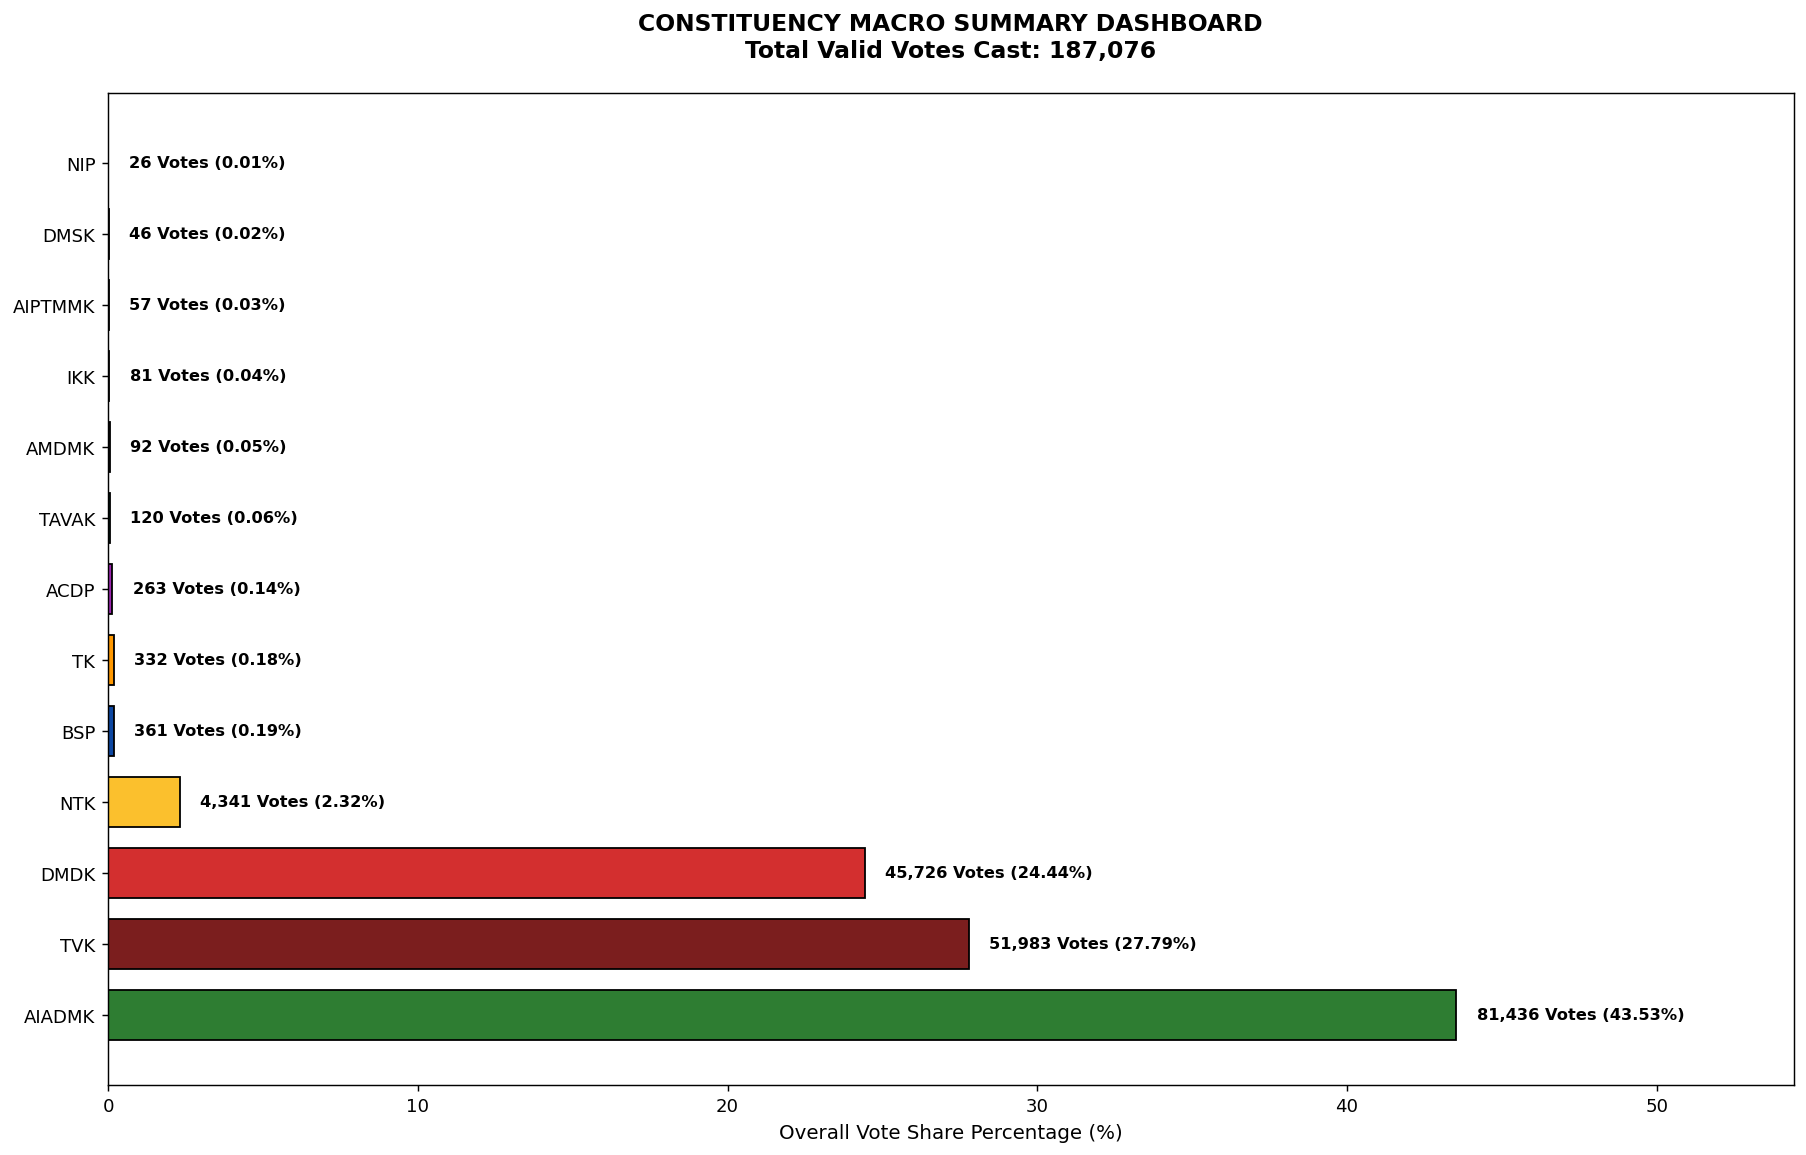 CONSTITUENCY MACRO SUMMARY DASHBOARD
Total Valid Votes Cast: 187,076
NIP 26 Votes (0.01%)
DMSK 46 Votes (0.02%)
AIPTMMK 57 Votes (0.03%)
IKK 81 Votes (0.04%)
AMDMK 92 Votes (0.05%)
TAVAK 120 Votes (0.06%)
ACDP 263 Votes (0.14%)
TK 332 Votes (0.18%)
BSP 361 Votes (0.19%)
NTK 4,341 Votes (2.32%)
DMDK 45,726 Votes (24.44%)
TVK 51,983 Votes (27.79%)
AIADMK 81,436 Votes (43.53%)
0 10 20 30 40 50
Overall Vote Share Percentage (%)